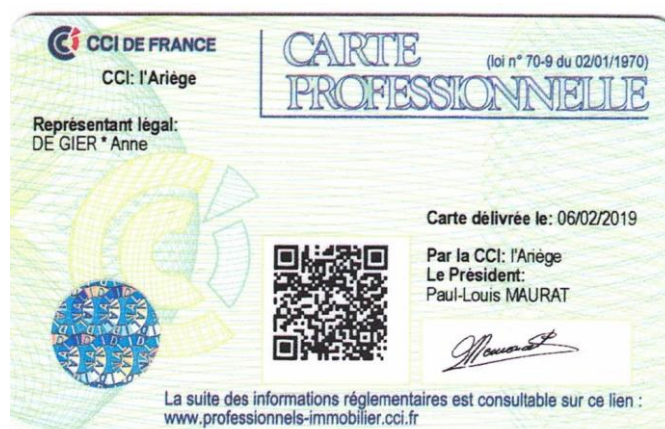 CCI DE FRANCE
CCI: l'Ariège
CARTE
(loi n° 70-9 du 02/01/1970)
PROFESSIONNELLE
Représentant légal:
DE GIER * Anne
Carte délivrée le: 06/02/2019
Par la CCI: l'Ariège
Le Président:
Paul-Louis MAURAT
La suite des informations réglementaires est consultable sur ce lien :
www.professionnels-immobilier.cci.fr